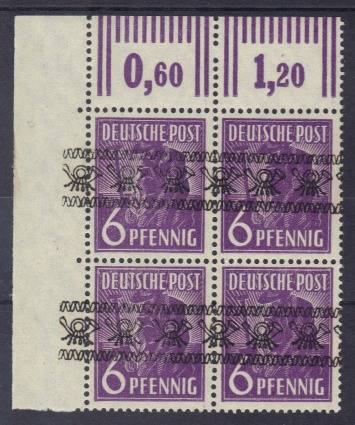 0,60 1,20
DEUTSCHE POST DEUTSCHE POST
6 PFENNIG 6 PFENNIG
DEUTSCHE POST DEUTSCHE POST
6 PFENNIG 6 PFENNIG